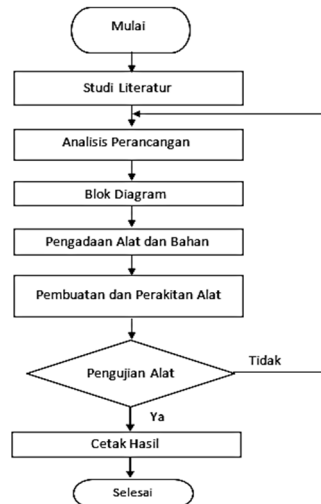 Mulai
Studi Literatur
Analisis Perancangan
Blok Diagram
Pengadaan Alat dan Bahan
Pembuatan dan Perakitan Alat
Pengujian Alat
Tidak
Ya
Cetak Hasil
Selesai